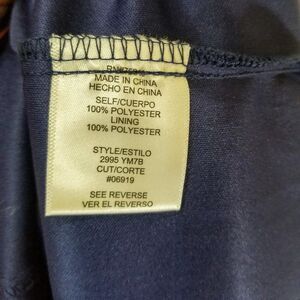 MADE IN CHINA
HECHO EN CHINA
SELF/CUERPO
100% POLYESTER
LINING
100% POLYESTER
STYLE/ESTILO
2995 YM7B
CUT/CORTE
#06919
SEE REVERSE
VER EL REVERSO